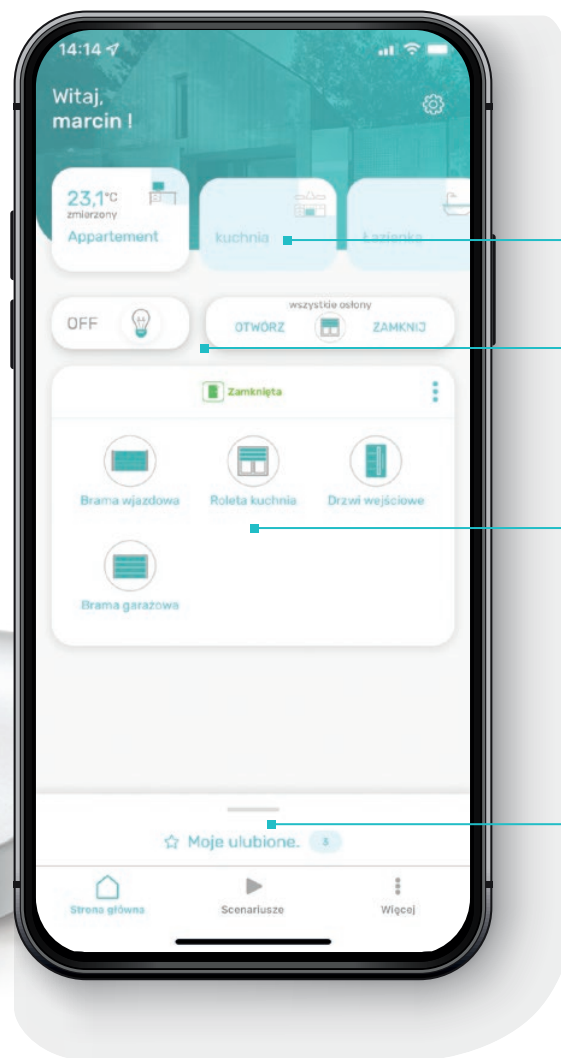 14:14
Witaj,
marcin !
23,1°C
zmierzony
Appartement
kuchnia
Łazienka
OFF
wszystkie osłony
OTWÓRZ
ZAMKNIJ
Zamknięta
Brama wjazdowa
Roleta kuchnia
Drzwi wejściowe
Brama garażowa
Moje ulubione. 3
Strona główna
Scenariusze
Więcej